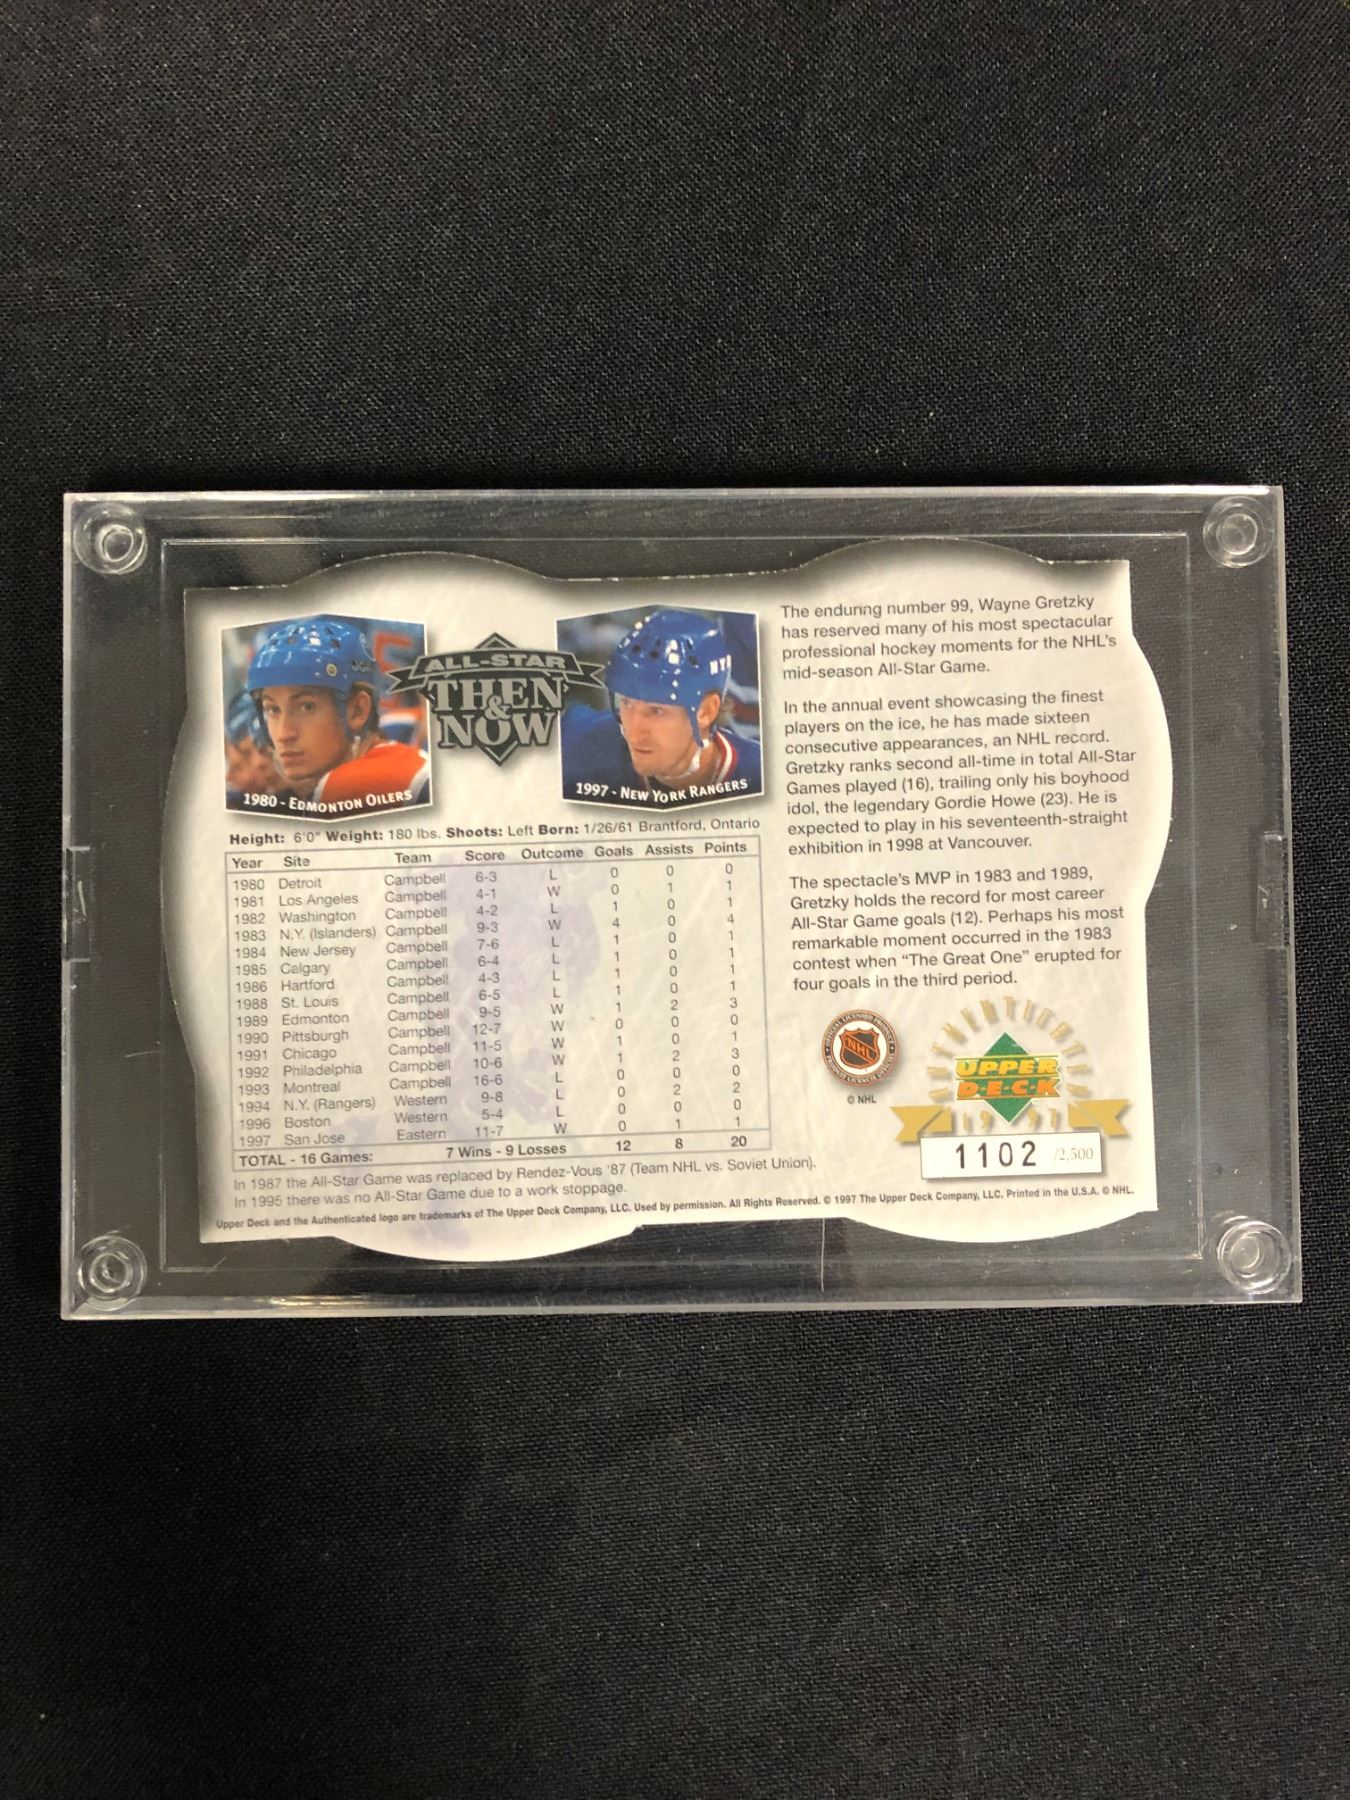 ALL-STAR
THEN
&
NOW
1980 - EDMONTON OILERS
1997 - NEW YORK RANGERS
NY
Height: 6'0" Weight: 180 lbs. Shoots: Left Born: 1/26/61 Brantford, Ontario
Year Site Team Score Outcome Goals Assists Points
1980 Detroit Campbell 6-3 L 0 0 0
1981 Los Angeles Campbell 4-1 W 0 1 1
1982 Washington Campbell 4-2 L 1 0 1
1983 N.Y. (Islanders) Campbell 9-3 W 4 0 4
1984 New Jersey Campbell 7-6 L 1 0 1
1985 Calgary Campbell 6-4 L 1 0 1
1986 Hartford Campbell 4-3 L 1 0 1
1988 St. Louis Campbell 6-5 L 1 0 1
1989 Edmonton Campbell 9-5 W 1 2 3
1990 Pittsburgh Campbell 12-7 W 0 0 0
1991 Chicago Campbell 11-5 W 1 0 1
1992 Philadelphia Campbell 10-6 W 1 2 3
1993 Montreal Campbell 16-6 L 0 0 0
1994 N.Y. (Rangers) Western 9-8 L 0 2 2
1996 Boston Western 5-4 L 0 0 0
1997 San Jose Eastern 11-7 W 0 1 1
TOTAL - 16 Games: 7 Wins - 9 Losses 12 8 20
In 1987 the All-Star Game was replaced by Rendez-Vous '87 (Team NHL vs. Soviet Union).
In 1995 there was no All-Star Game due to a work stoppage.
The enduring number 99, Wayne Gretzky
has reserved many of his most spectacular
professional hockey moments for the NHL's
mid-season All-Star Game.
In the annual event showcasing the finest
players on the ice, he has made sixteen
consecutive appearances, an NHL record.
Gretzky ranks second all-time in total All-Star
Games played (16), trailing only his boyhood
idol, the legendary Gordie Howe (23). He is
expected to play in his seventeenth-straight
exhibition in 1998 at Vancouver.
The spectacle's MVP in 1983 and 1989,
Gretzky holds the record for most career
All-Star Game goals (12). Perhaps his most
remarkable moment occurred in the 1983
contest when "The Great One" erupted for
four goals in the third period.
NHL
© NHL
AUTHENTICATED
UPPER
D·E·C·K
1997
1102 /2,500
Upper Deck and the Authenticated logo are trademarks of The Upper Deck Company, LLC. Used by permission. All Rights Reserved. © 1997 The Upper Deck Company, LLC. Printed in the U.S.A. © NHL.